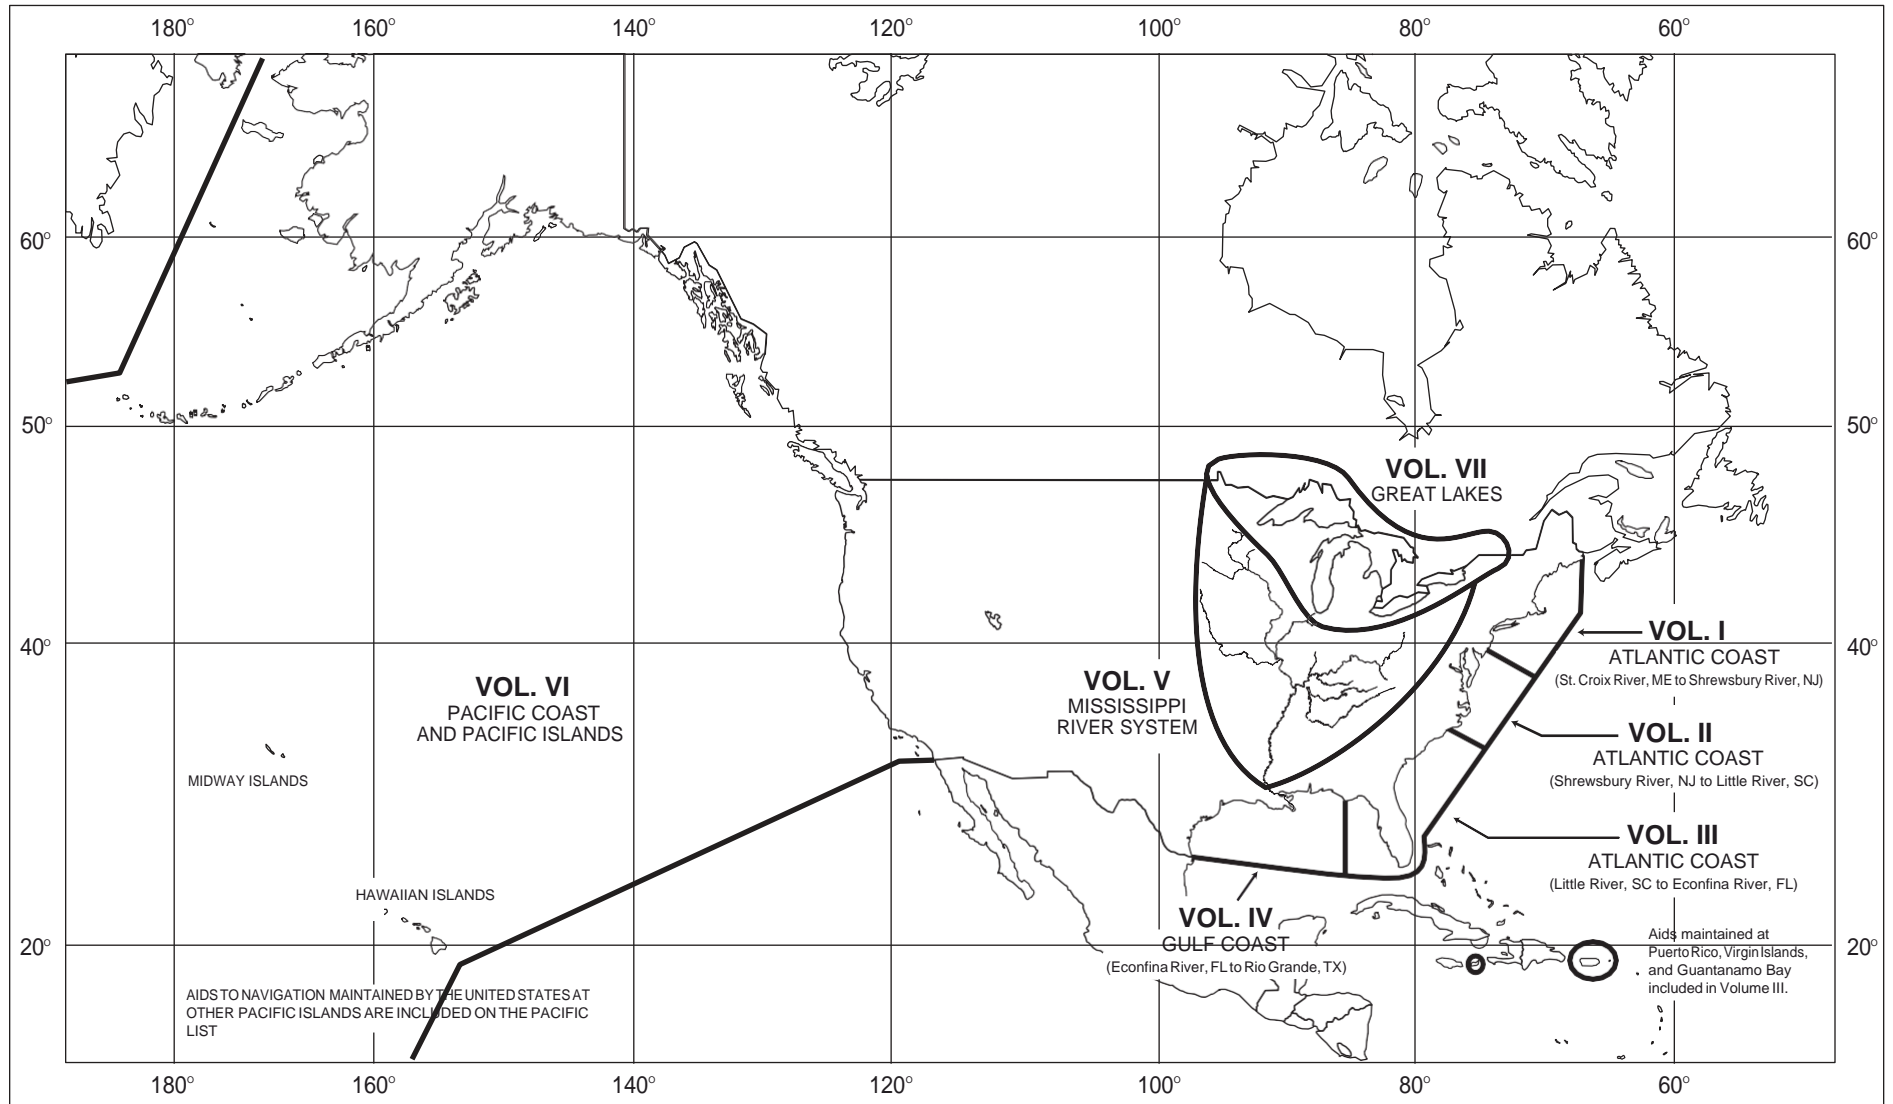 180° 160° 140° 120° 100° 80° 60°
60° 60°
50° 50°
VOL. VII
GREAT LAKES
40° 40°
VOL. I
ATLANTIC COAST
(St. Croix River, ME to Shrewsbury River, NJ)
VOL. V
MISSISSIPPI
RIVER SYSTEM
VOL. VI
PACIFIC COAST
AND PACIFIC ISLANDS
VOL. II
ATLANTIC COAST
(Shrewsbury River, NJ to Little River, SC)
MIDWAY ISLANDS
VOL. III
ATLANTIC COAST
(Little River, SC to Econfina River, FL)
HAWAIIAN ISLANDS
VOL. IV
GULF COAST
(Econfina River, FL to Rio Grande, TX)
20° 20°
Aids maintained at
Puerto Rico, Virgin Islands,
and Guantanamo Bay
included in Volume III.
AIDS TO NAVIGATION MAINTAINED BY THE UNITED STATES AT
OTHER PACIFIC ISLANDS ARE INCLUDED ON THE PACIFIC
LIST
180° 160° 140° 120° 100° 80° 60°